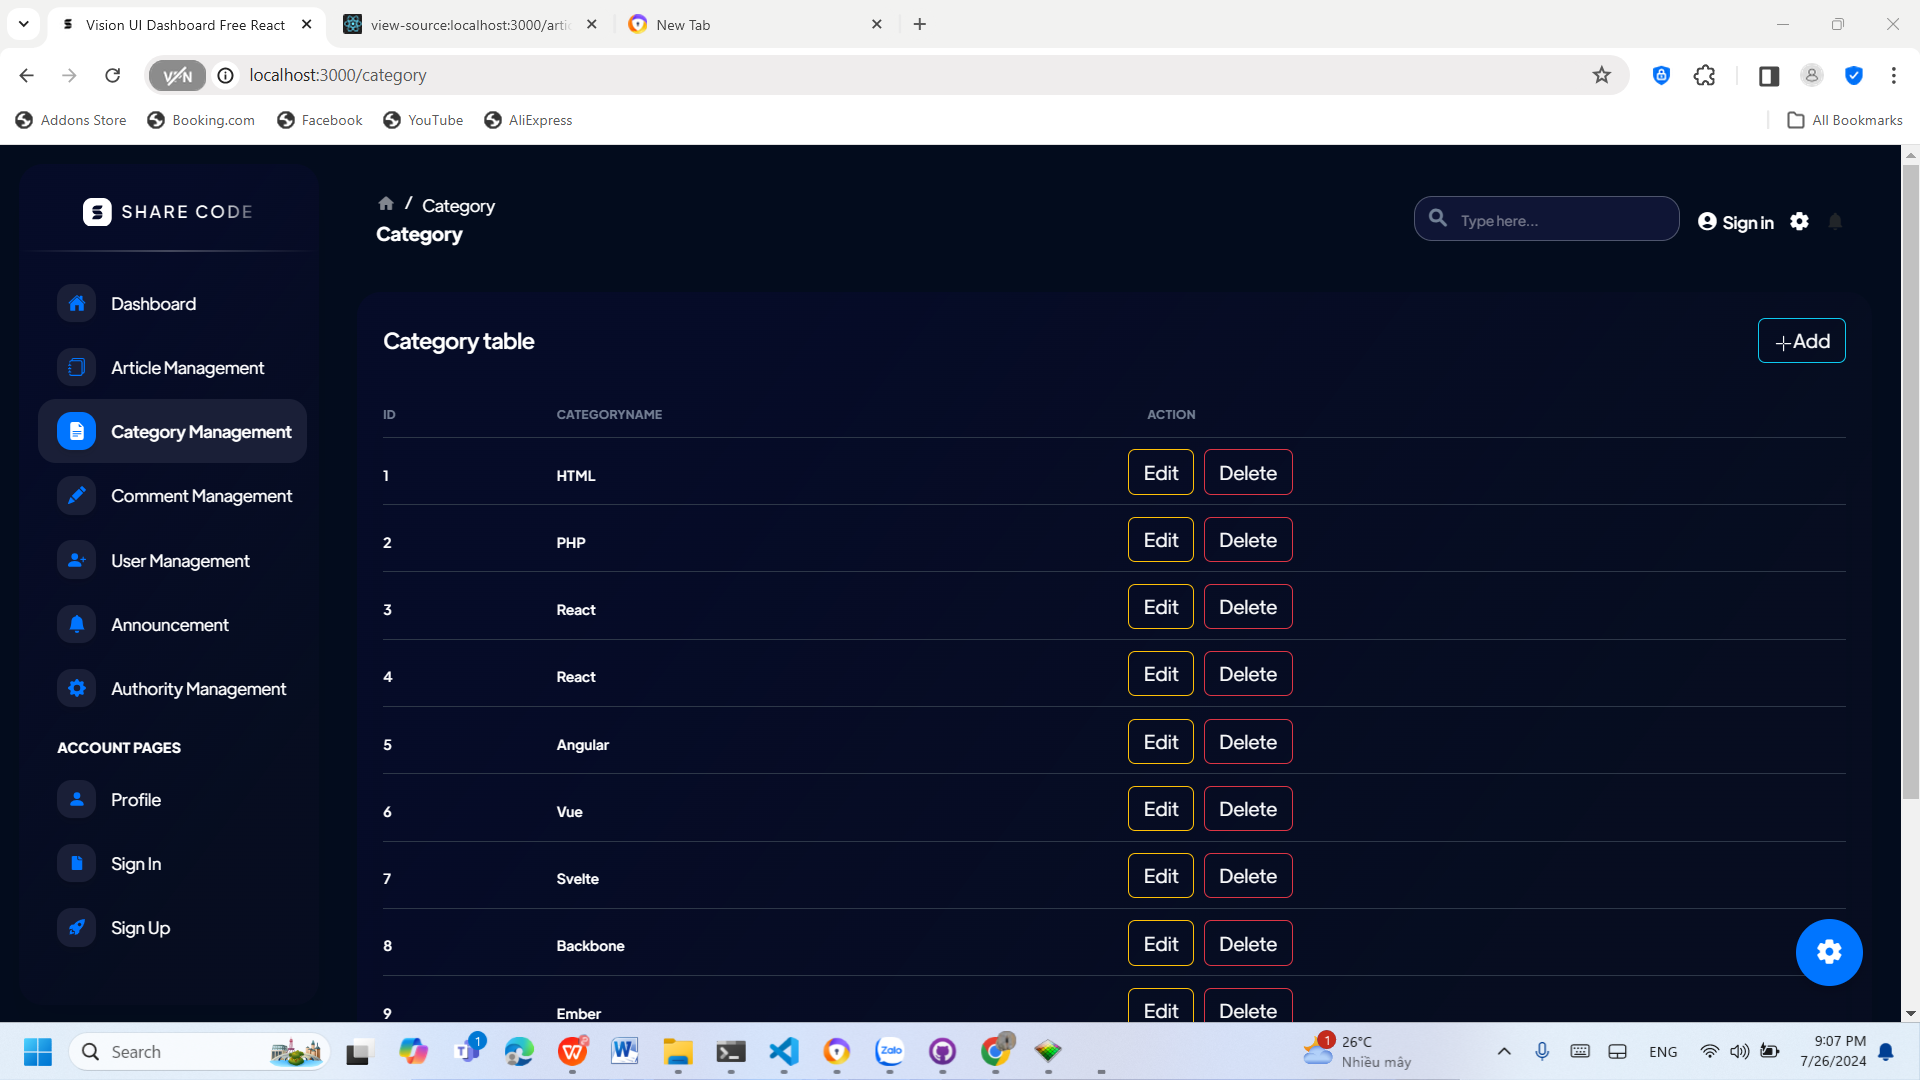 Vision UI Dashboard Free React
view-source:localhost:3000/artic
New Tab
VPN
localhost:3000/category
Addons Store
Booking.com
Facebook
YouTube
AliExpress
All Bookmarks
SHARE CODE
/ Category
Category
Type here...
Sign in
Dashboard
Article Management
Category Management
Comment Management
User Management
Announcement
Authority Management
ACCOUNT PAGES
Profile
Sign In
Sign Up
Category table
+Add
ID CATEGORYNAME ACTION
1 HTML Edit Delete
2 PHP Edit Delete
3 React Edit Delete
4 React Edit Delete
5 Angular Edit Delete
6 Vue Edit Delete
7 Svelte Edit Delete
8 Backbone Edit Delete
9 Ember Edit Delete
Search
1
Zalo
1
26°C
Nhiều mây
ENG
9:07 PM
7/26/2024